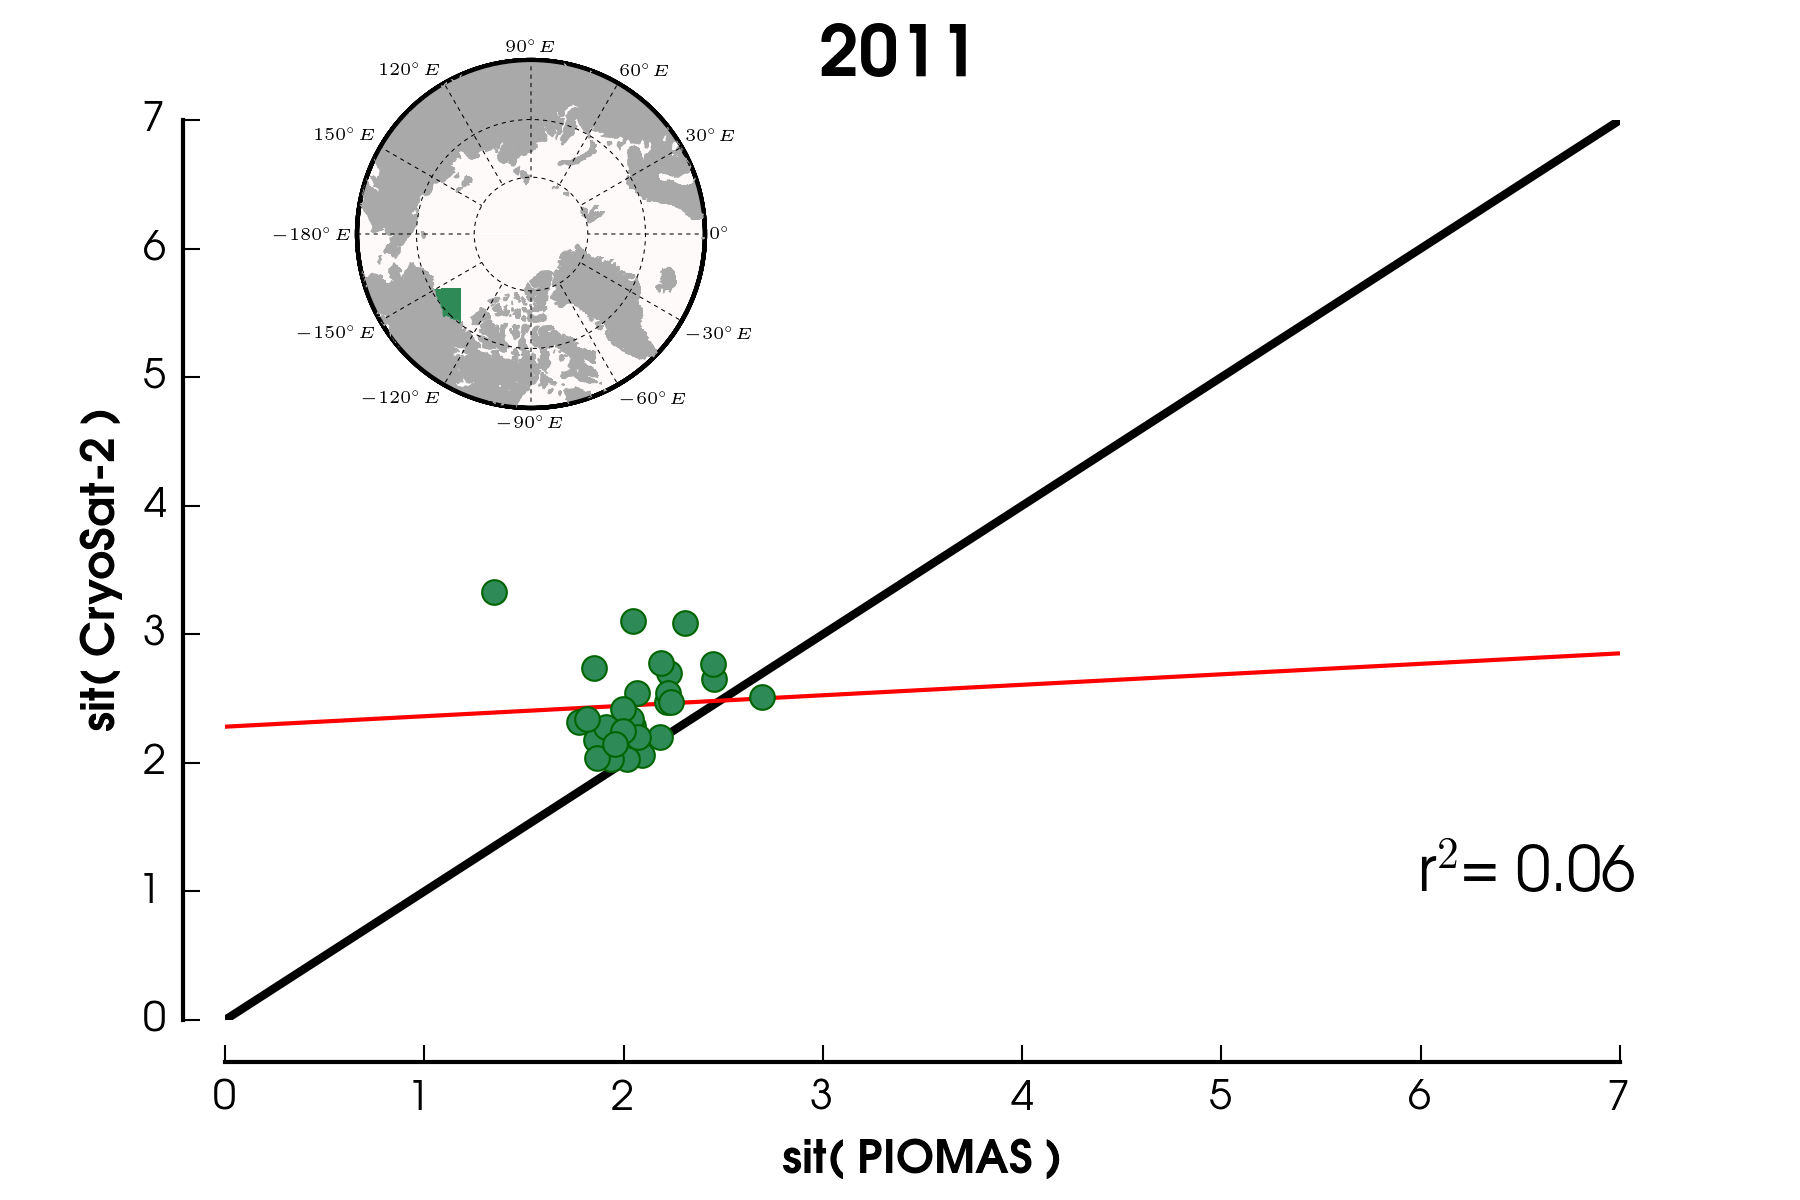 2011
90° E
120° E
60° E
150° E
30° E
−180° E
0°
−150° E
−30° E
−120° E
−60° E
−90° E
7
6
5
4
3
2
1
0
sit( CryoSat-2 )
r²= 0.06
0 1 2 3 4 5 6 7
sit( PIOMAS )